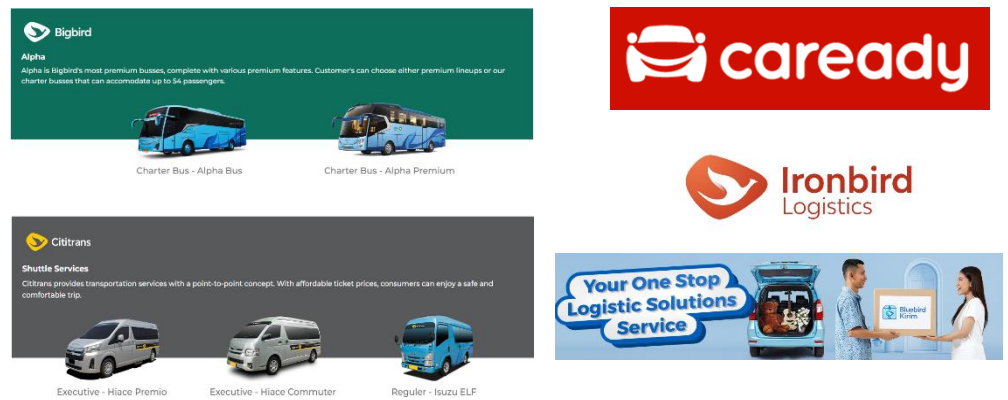 Bigbird
Alpha
Alpha is Bigbird's most premium busses, complete with various premium features. Customer's can choose either premium lineups or our
charter busses that can accomodate up to 54 passengers.
Charter Bus - Alpha Bus
Charter Bus - Alpha Premium
Cititrans
Shuttle Services
Cititrans provides transportation services with a point-to-point concept. With affordable ticket prices, consumers can enjoy a safe and
comfortable trip.
Executive - Hiace Premio
Executive - Hiace Commuter
Reguler - Isuzu ELF
caready
Ironbird
Logistics
Your One Stop
Logistic Solutions
Service
Bluebird
Kirim